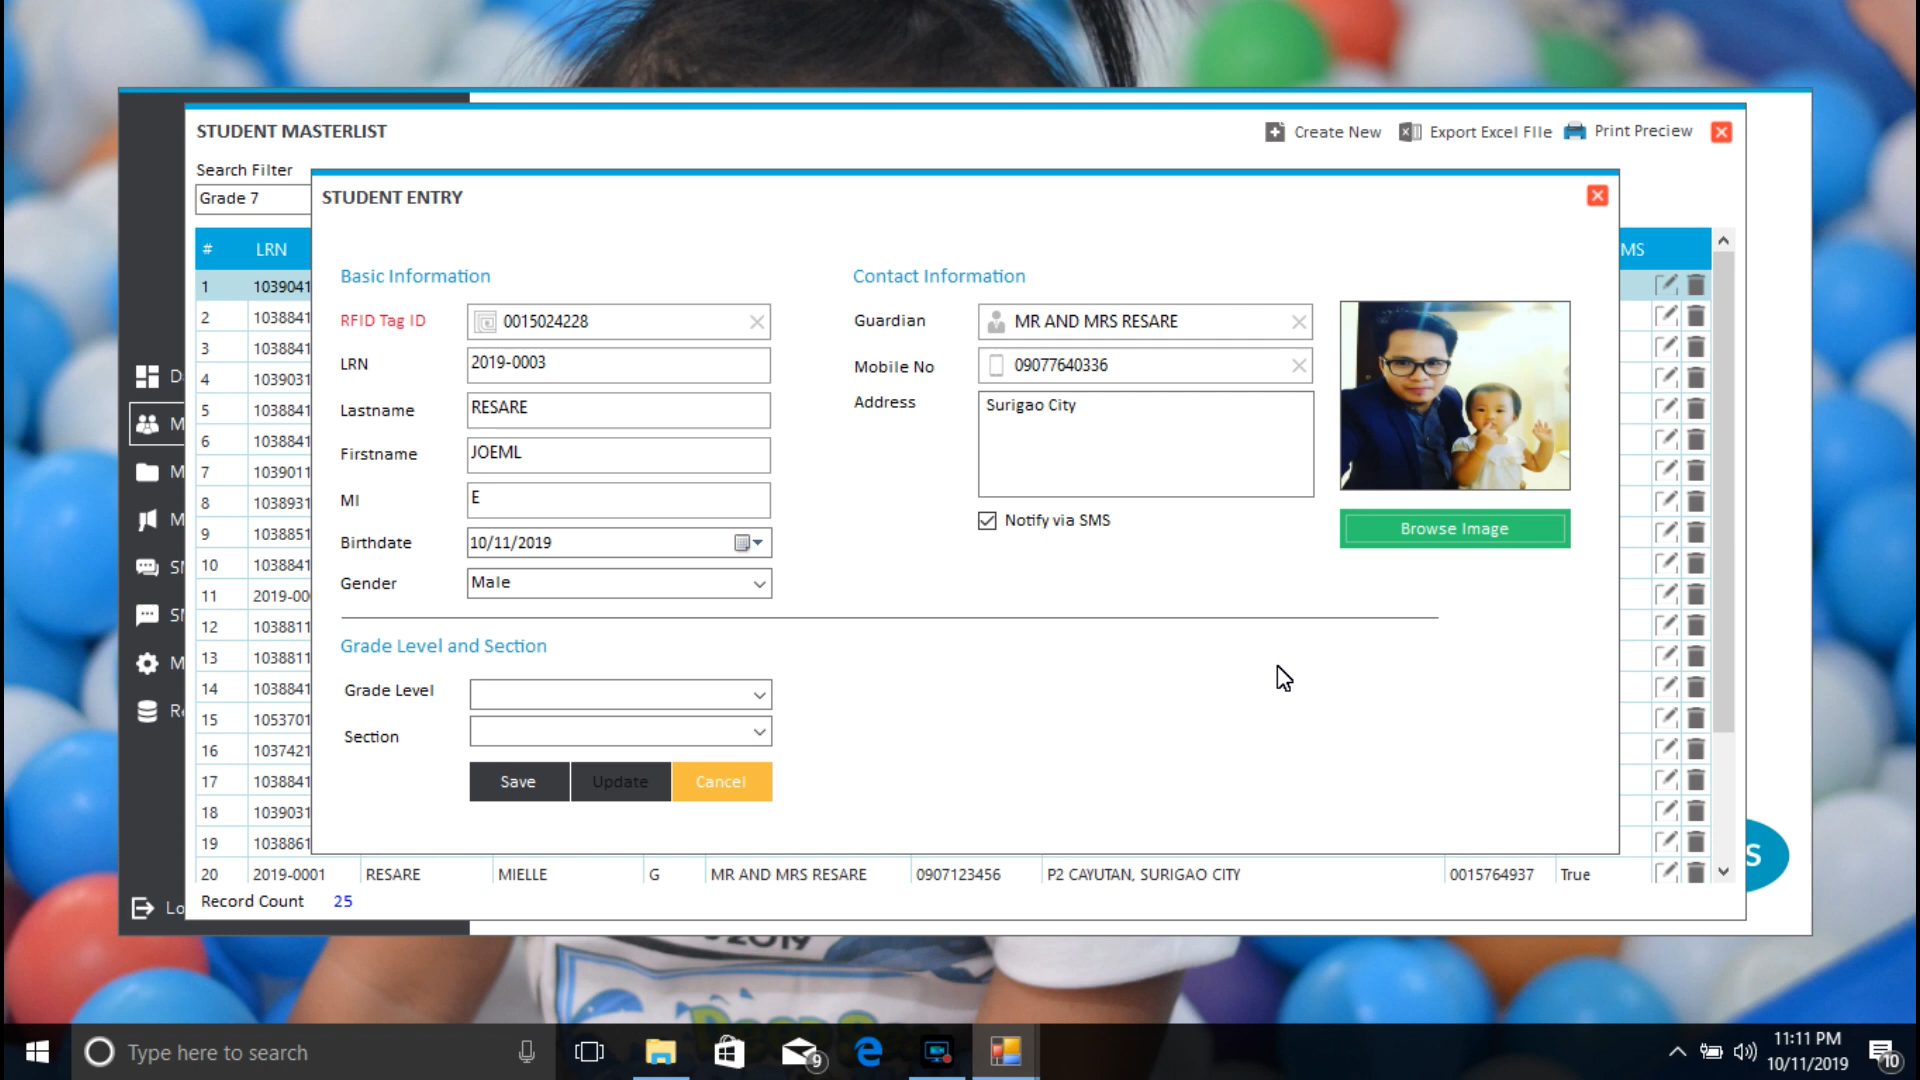 STUDENT MASTERLIST
Create New
Export Excel FIle
Print Preview
Search Filter
Grade 7
STUDENT ENTRY
# LRN
MS
Basic Information
Contact Information
RFID Tag ID 0015024228
Guardian MR AND MRS RESARE
LRN 2019-0003
Mobile No 09077640336
Lastname RESARE
Address Surigao City
Firstname JOEML
MI E
Notify via SMS
Browse Image
Birthdate 10/11/2019
Gender Male
Grade Level and Section
Grade Level
Section
Save Update Cancel
1 1039041
2 1038841
3 1038841
4 1039031
5 1038841
6 1038841
7 1039011
8 1038931
9 1038851
10 1038841
11 2019-00
12 1038811
13 1038811
14 1038841
15 1053701
16 1037421
17 1038841
18 1039031
19 1038861
20 2019-0001 RESARE MIELLE G MR AND MRS RESARE 0907123456 P2 CAYUTAN, SURIGAO CITY 0015764937 True
Record Count 25
D
M
M
M
S
S
M
R
Lo
S
2019
Type here to search
9
11:11 PM
10/11/2019
10